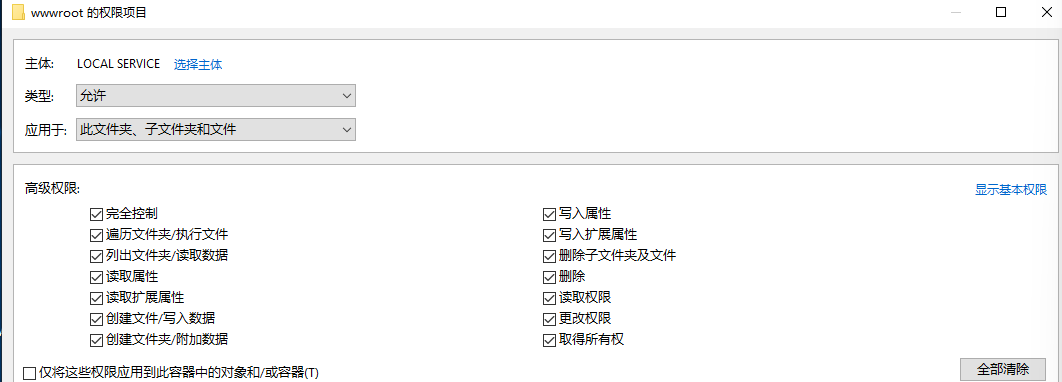 wwwroot 的权限项目
主体: LOCAL SERVICE 选择主体
类型: 允许
应用于: 此文件夹、子文件夹和文件
高级权限: 显示基本权限
完全控制 写入属性
遍历文件夹/执行文件 写入扩展属性
列出文件夹/读取数据 删除子文件夹及文件
读取属性 删除
读取扩展属性 读取权限
创建文件/写入数据 更改权限
创建文件夹/附加数据 取得所有权
仅将这些权限应用到此容器中的对象和/或容器(T) 全部清除